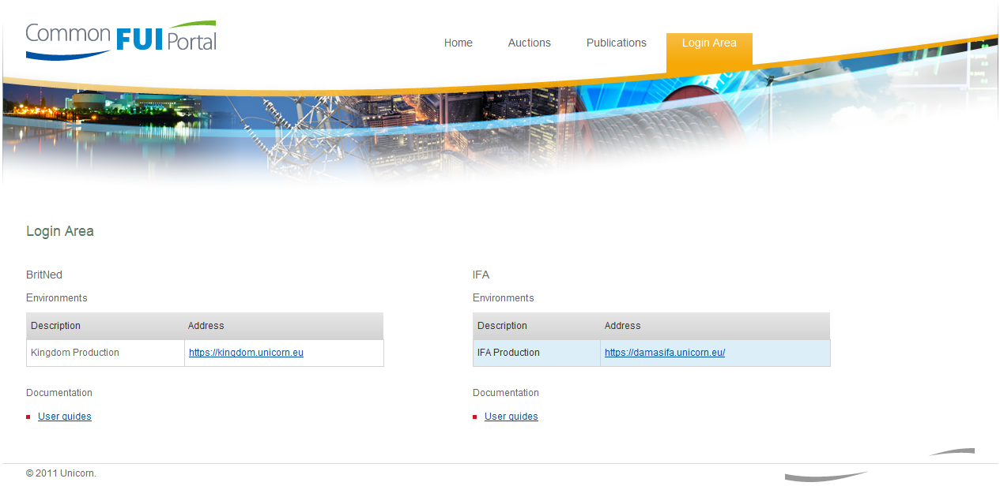 Common FUI Portal
Home
Auctions
Publications
Login Area
Login Area
BritNed
Environments
Description Address
Kingdom Production https://kingdom.unicorn.eu
Documentation
User guides
IFA
Environments
Description Address
IFA Production https://damasifa.unicorn.eu/
Documentation
User guides
© 2011 Unicorn.